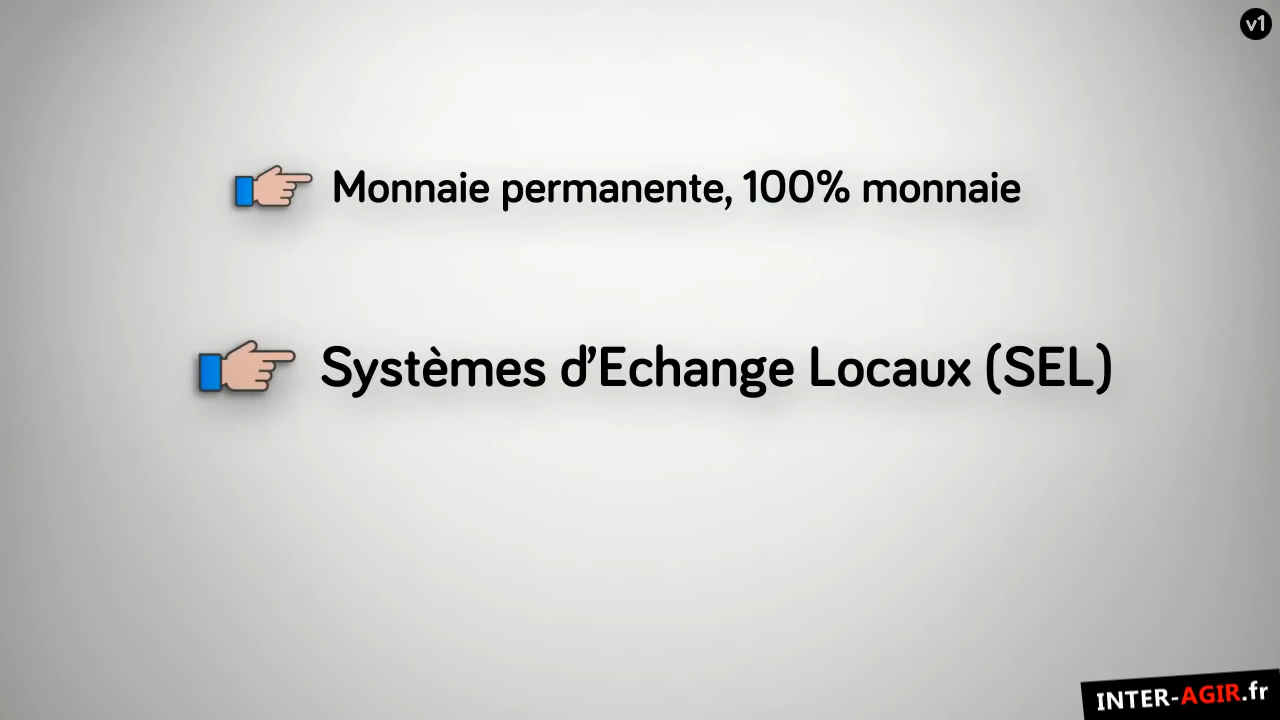 v1
Monnaie permanente, 100% monnaie
Systèmes d’Echange Locaux (SEL)
INTER-AGIR.fr